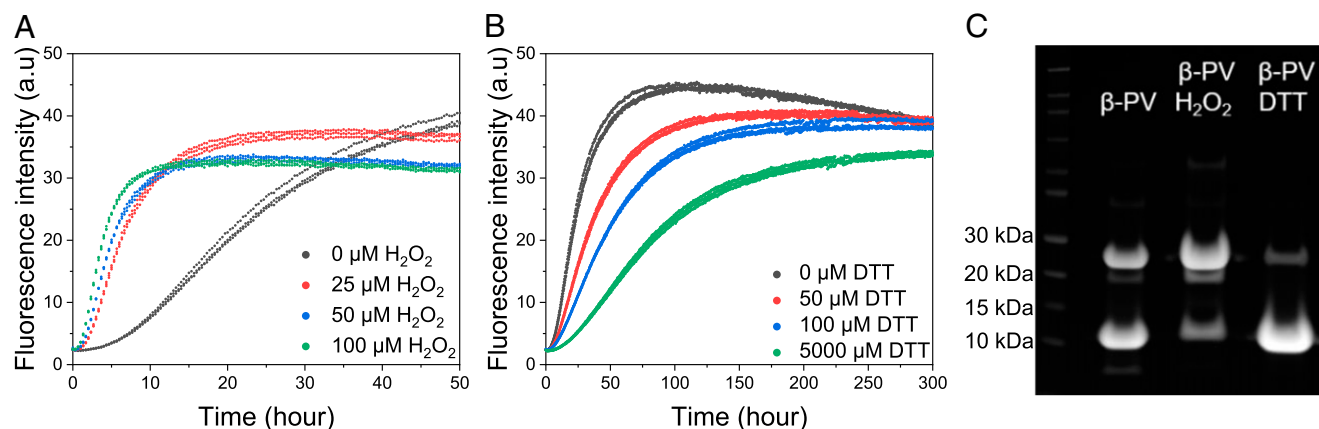 A
Fluorescence intensity (a.u)
50
40
30
20
10
0
0 μM H₂O₂
25 μM H₂O₂
50 μM H₂O₂
100 μM H₂O₂
0 10 20 30 40 50
Time (hour)
B
Fluorescence intensity (a.u)
50
40
30
20
10
0
0 μM DTT
50 μM DTT
100 μM DTT
5000 μM DTT
0 50 100 150 200 250 300
Time (hour)
C
β-PV
β-PV
H₂O₂
β-PV
DTT
30 kDa
20 kDa
15 kDa
10 kDa